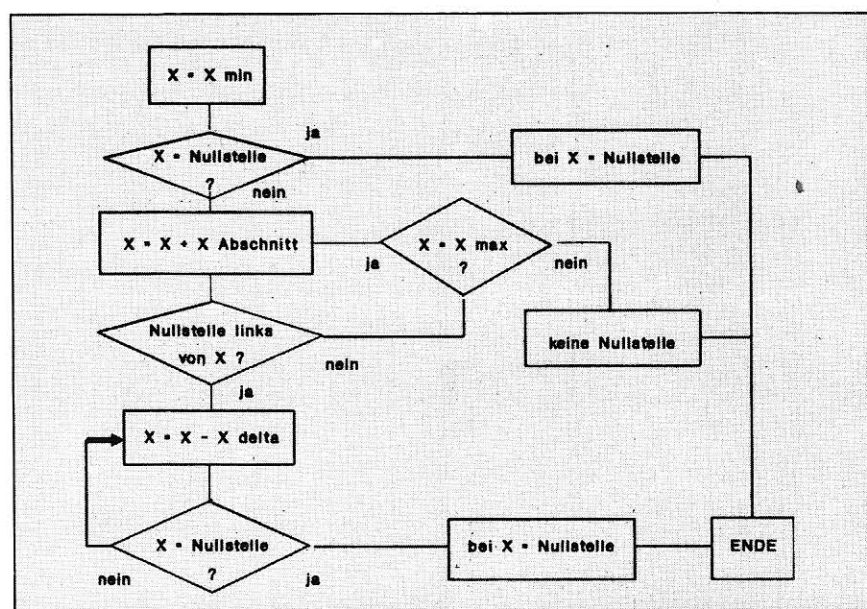 X = X min
ja
X = Nullstelle
?
nein
bei X = Nullstelle
X = X + X Abschnitt
ja
X = X max
?
nein
Nullstelle links
von X ?
nein
keine Nullstelle
ja
X = X - X delta
X = Nullstelle
?
nein
ja
bei X = Nullstelle
ENDE